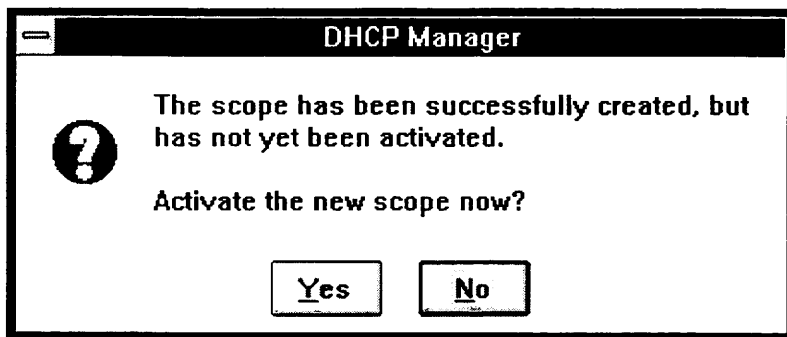 DHCP Manager
The scope has been successfully created, but
has not yet been activated.
Activate the new scope now?
Yes
No